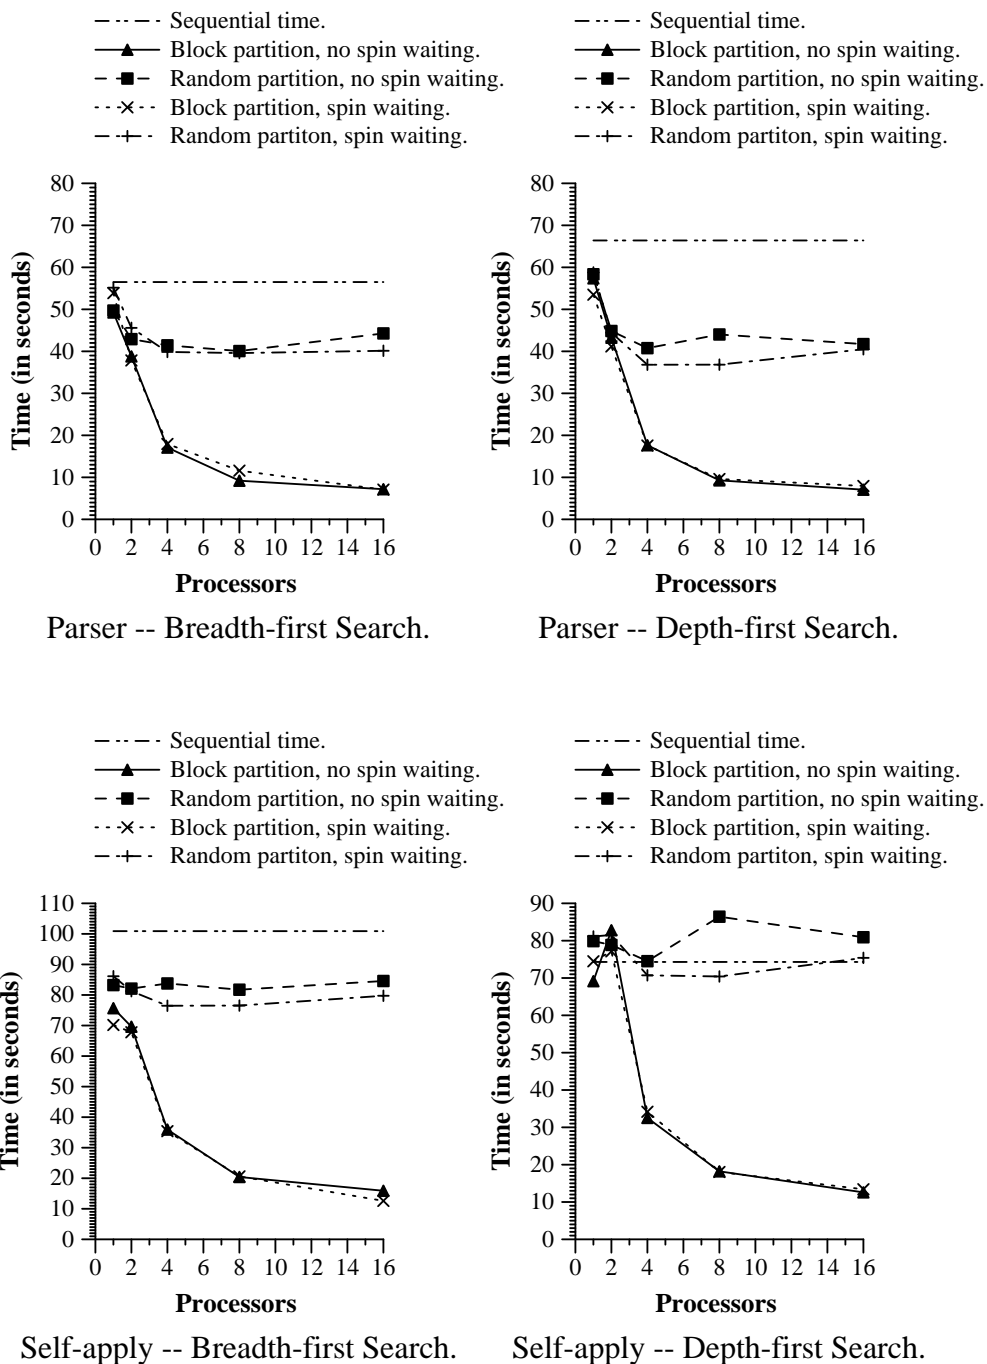 Sequential time.
Block partition, no spin waiting.
Random partition, no spin waiting.
Block partition, spin waiting.
Random partiton, spin waiting.
80
70
60
50
40
30
20
10
0
Time (in seconds)
0 2 4 6 8 10 12 14 16
Processors
Parser -- Breadth-first Search.
Sequential time.
Block partition, no spin waiting.
Random partition, no spin waiting.
Block partition, spin waiting.
Random partiton, spin waiting.
80
70
60
50
40
30
20
10
0
Time (in seconds)
0 2 4 6 8 10 12 14 16
Processors
Parser -- Depth-first Search.
Sequential time.
Block partition, no spin waiting.
Random partition, no spin waiting.
Block partition, spin waiting.
Random partiton, spin waiting.
110
100
90
80
70
60
50
40
30
20
10
0
Time (in seconds)
0 2 4 6 8 10 12 14 16
Processors
Self-apply -- Breadth-first Search.
Sequential time.
Block partition, no spin waiting.
Random partition, no spin waiting.
Block partition, spin waiting.
Random partiton, spin waiting.
90
80
70
60
50
40
30
20
10
0
Time (in seconds)
0 2 4 6 8 10 12 14 16
Processors
Self-apply -- Depth-first Search.